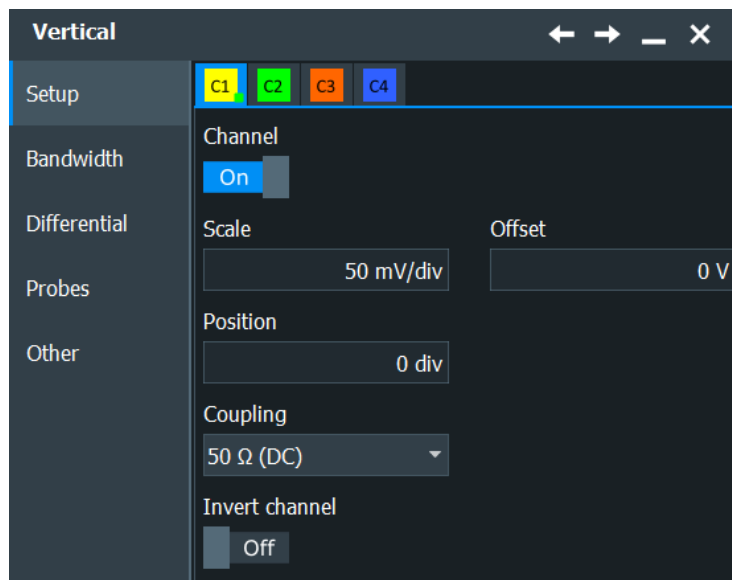 Vertical
Setup
Bandwidth
Differential
Probes
Other
C1 C2 C3 C4
Channel
On
Scale Offset
50 mV/div 0 V
Position
0 div
Coupling
50 Ω (DC)
Invert channel
Off